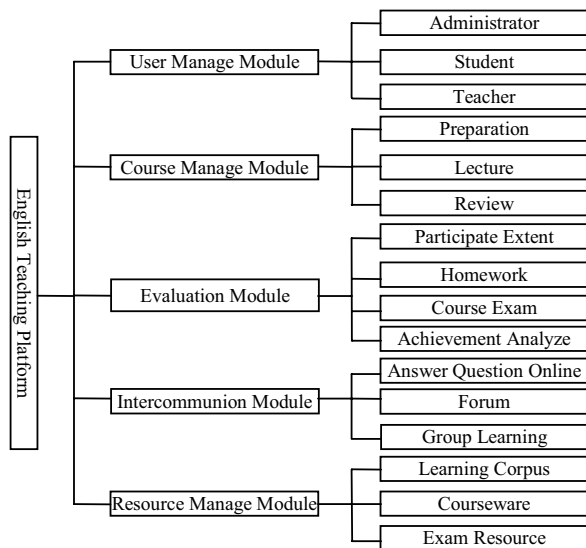 English Teaching Platform
User Manage Module
Administrator
Student
Teacher
Course Manage Module
Preparation
Lecture
Review
Evaluation Module
Participate Extent
Homework
Course Exam
Achievement Analyze
Intercommunion Module
Answer Question Online
Forum
Group Learning
Resource Manage Module
Learning Corpus
Courseware
Exam Resource